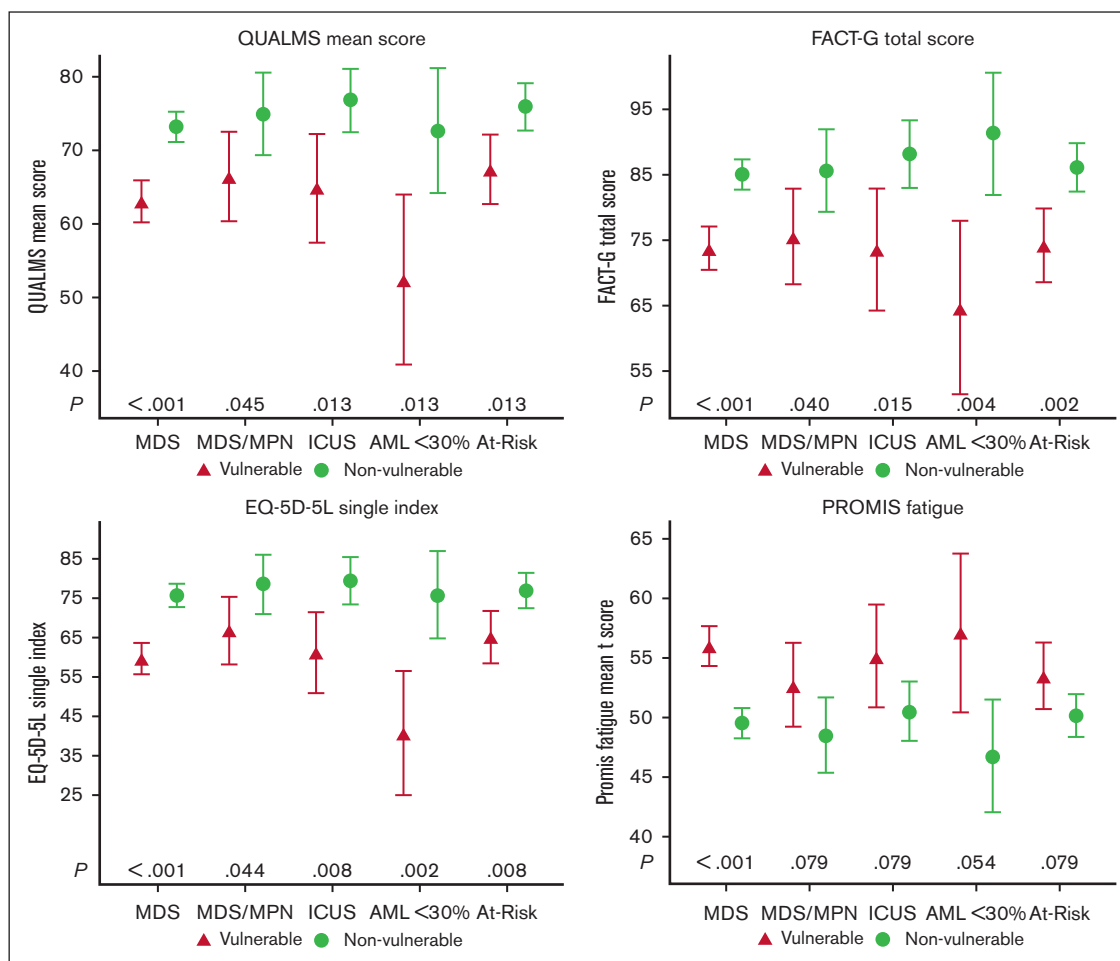 QUALMS mean score
QUALMS mean score
80
70
60
50
40
P <.001 .045 .013 .013 .013
MDS MDS/MPN ICUS AML <30% At-Risk
Vulnerable Non-vulnerable
FACT-G total score
FACT-G total score
95
85
75
65
55
P <.001 .040 .015 .004 .002
MDS MDS/MPN ICUS AML <30% At-Risk
Vulnerable Non-vulnerable
EQ-5D-5L single index
EQ-5D-5L single index
85
75
65
55
45
35
25
P <.001 .044 .008 .002 .008
MDS MDS/MPN ICUS AML <30% At-Risk
Vulnerable Non-vulnerable
PROMIS fatigue
Promis fatigue mean t score
65
60
55
50
45
40
P <.001 .079 .079 .054 .079
MDS MDS/MPN ICUS AML <30% At-Risk
Vulnerable Non-vulnerable